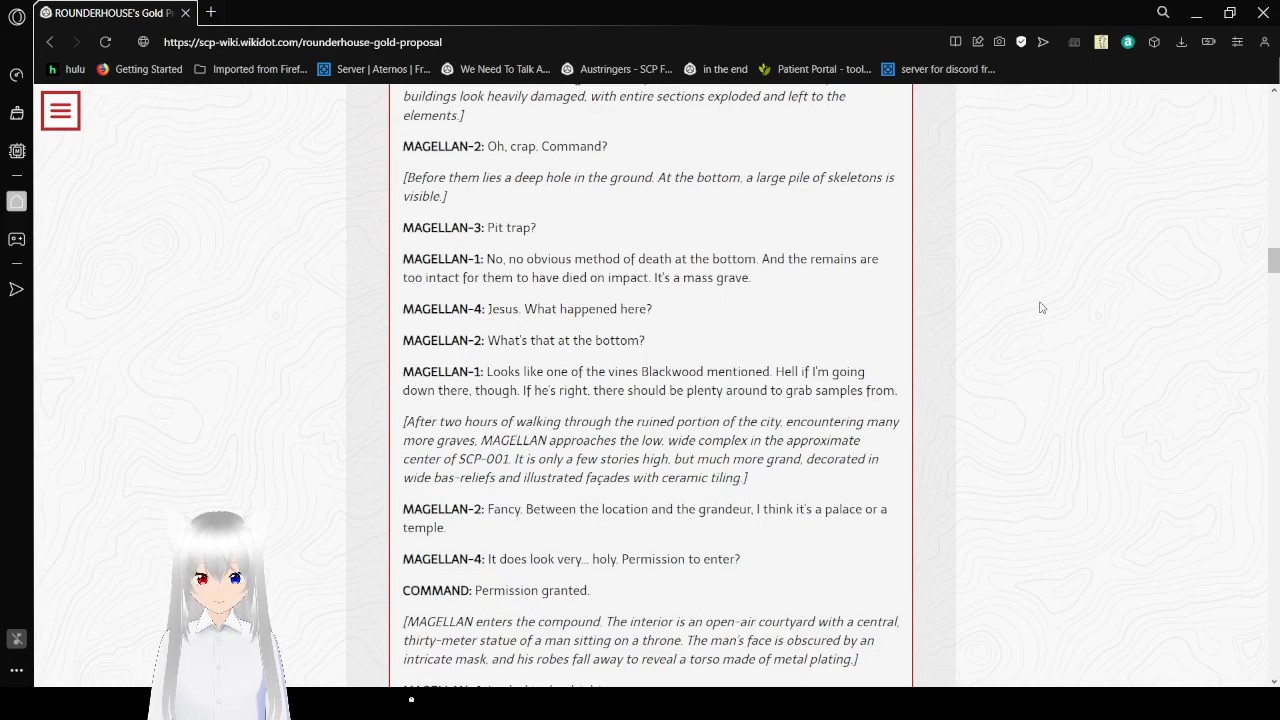 ROUNDERHOUSE's Gold P
https://scp-wiki.wikidot.com/rounderhouse-gold-proposal
hulu Getting Started Imported from Firef... Server | Aternos | Fr... We Need To Talk A... Austringers - SCP F... in the end Patient Portal - tool... server for discord fr...
buildings look heavily damaged, with entire sections exploded and left to the
elements.]
MAGELLAN-2: Oh, crap. Command?
[Before them lies a deep hole in the ground. At the bottom, a large pile of skeletons is
visible.]
MAGELLAN-3: Pit trap?
MAGELLAN-1: No, no obvious method of death at the bottom. And the remains are
too intact for them to have died on impact. It's a mass grave.
MAGELLAN-4: Jesus. What happened here?
MAGELLAN-2: What's that at the bottom?
MAGELLAN-1: Looks like one of the vines Blackwood mentioned. Hell if I'm going
down there, though. If he's right, there should be plenty around to grab samples from.
[After two hours of walking through the ruined portion of the city, encountering many
more graves, MAGELLAN approaches the low, wide complex in the approximate
center of SCP-001. It is only a few stories high, but much more grand, decorated in
wide bas-reliefs and illustrated façades with ceramic tiling.]
MAGELLAN-2: Fancy. Between the location and the grandeur, I think it's a palace or a
temple.
MAGELLAN-4: It does look very... holy. Permission to enter?
COMMAND: Permission granted.
[MAGELLAN enters the compound. The interior is an open-air courtyard with a central,
thirty-meter statue of a man sitting on a throne. The man's face is obscured by an
intricate mask, and his robes fall away to reveal a torso made of metal plating.]